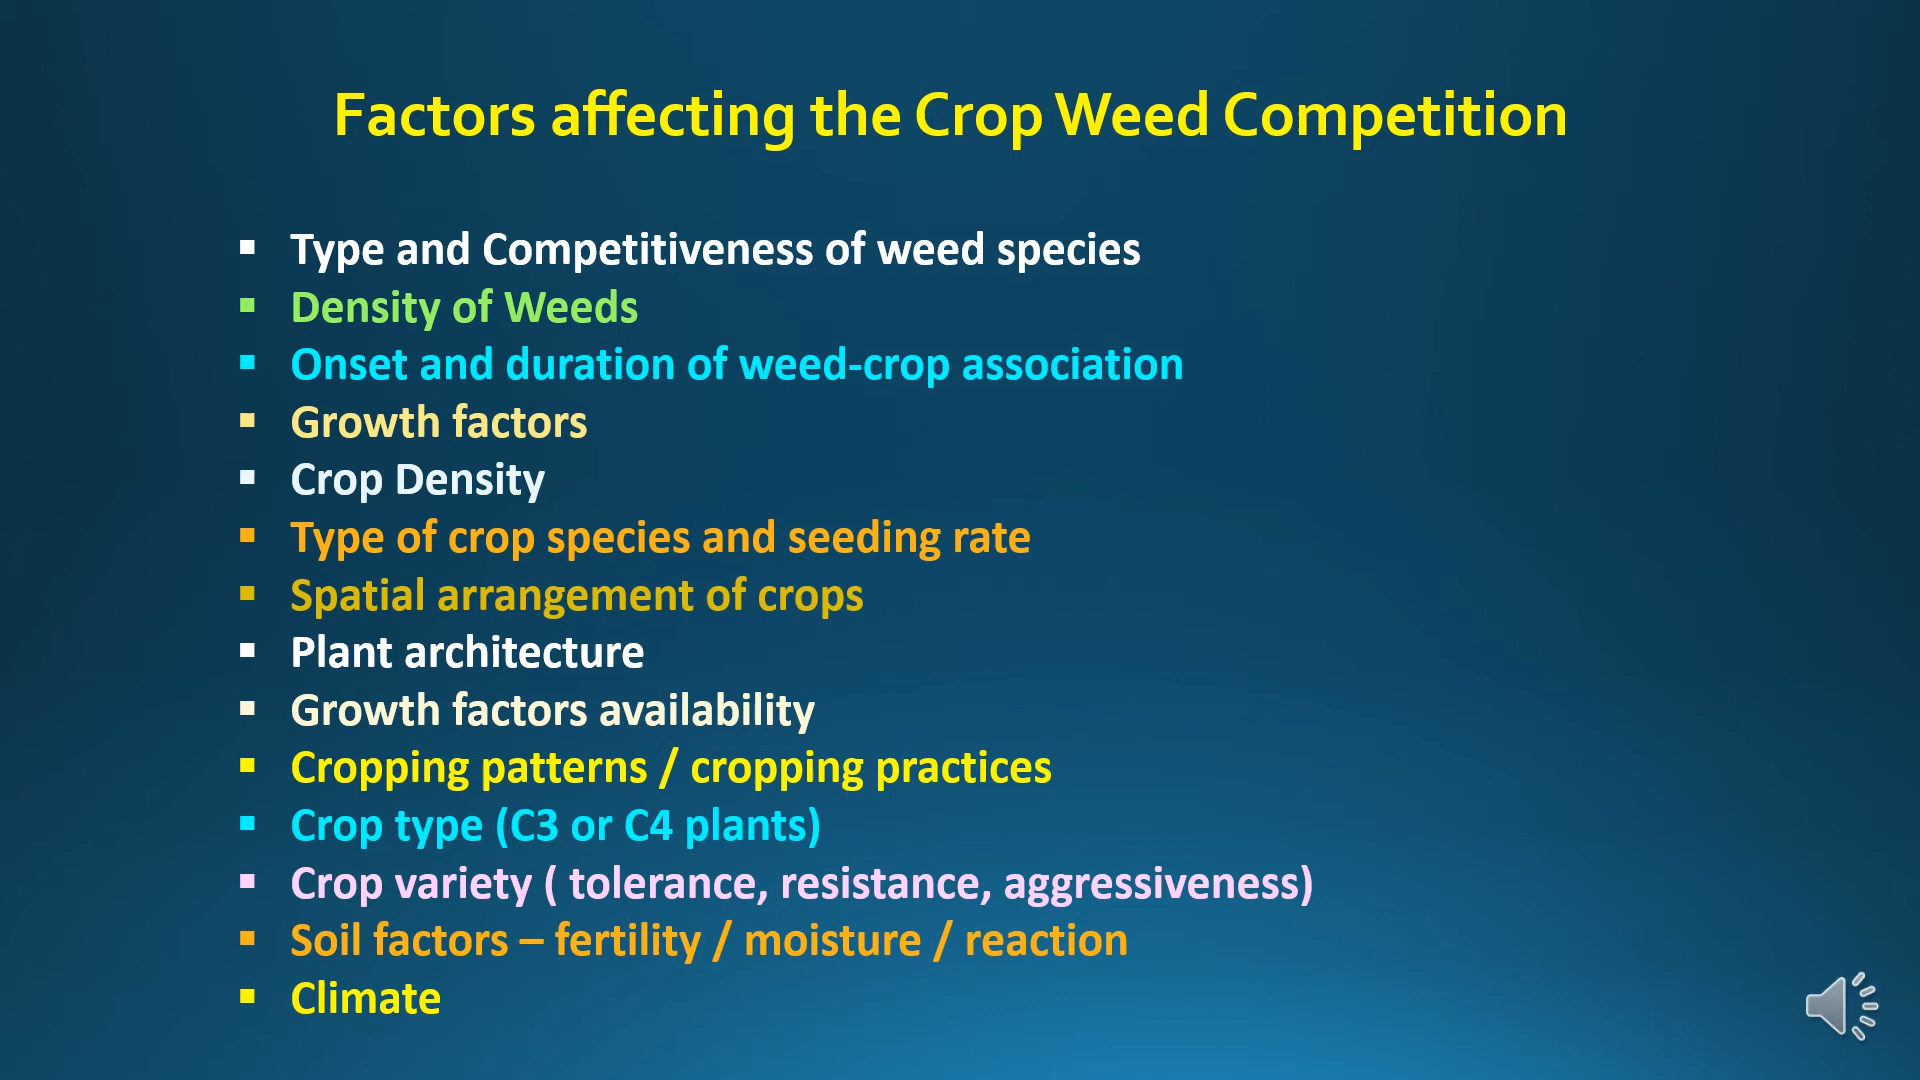 Factors affecting the Crop Weed Competition
▪ Type and Competitiveness of weed species
▪ Density of Weeds
▪ Onset and duration of weed-crop association
▪ Growth factors
▪ Crop Density
▪ Type of crop species and seeding rate
▪ Spatial arrangement of crops
▪ Plant architecture
▪ Growth factors availability
▪ Cropping patterns / cropping practices
▪ Crop type (C3 or C4 plants)
▪ Crop variety ( tolerance, resistance, aggressiveness)
▪ Soil factors – fertility / moisture / reaction
▪ Climate